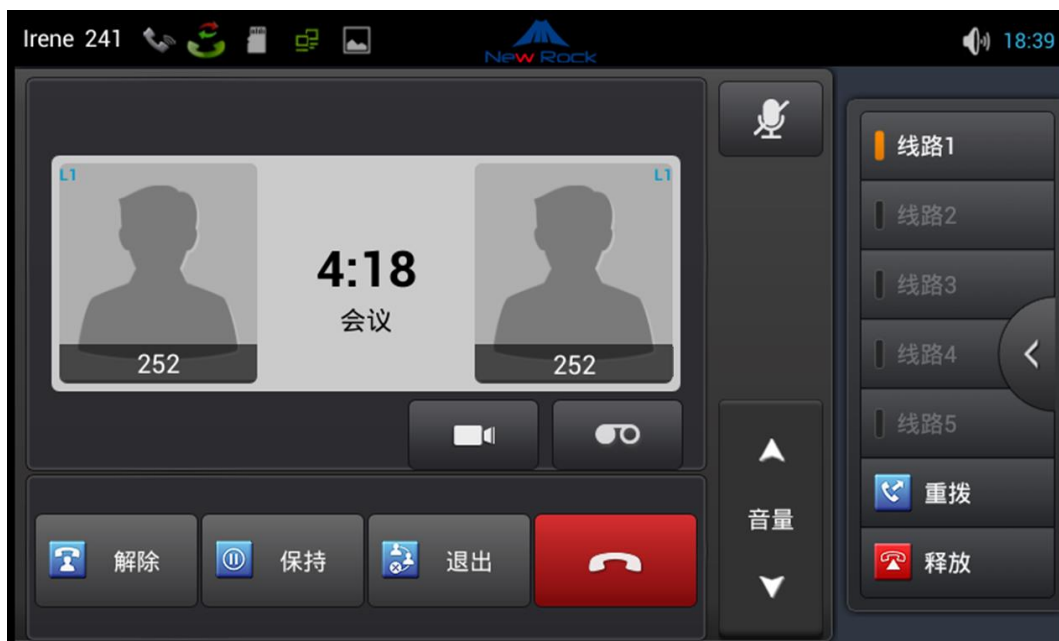 Irene 241
New Rock
18:39
L1
L1
4:18
会议
252
252
音量
解除
保持
退出
线路1
线路2
线路3
线路4
线路5
重拨
释放